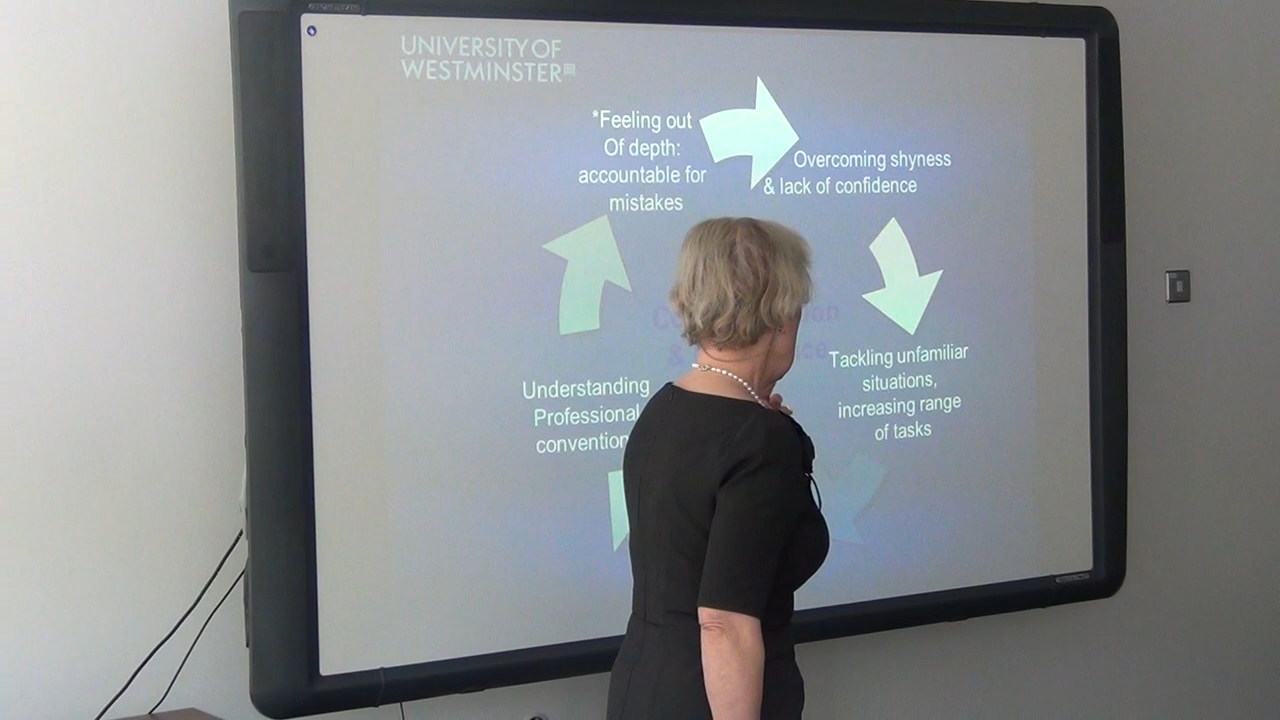 UNIVERSITY OF
WESTMINSTER
*Feeling out
Of depth:
accountable for
mistakes
Overcoming shyness
& lack of confidence
Tackling unfamiliar
situations,
increasing range
of tasks
Understanding
Professional
convention
&